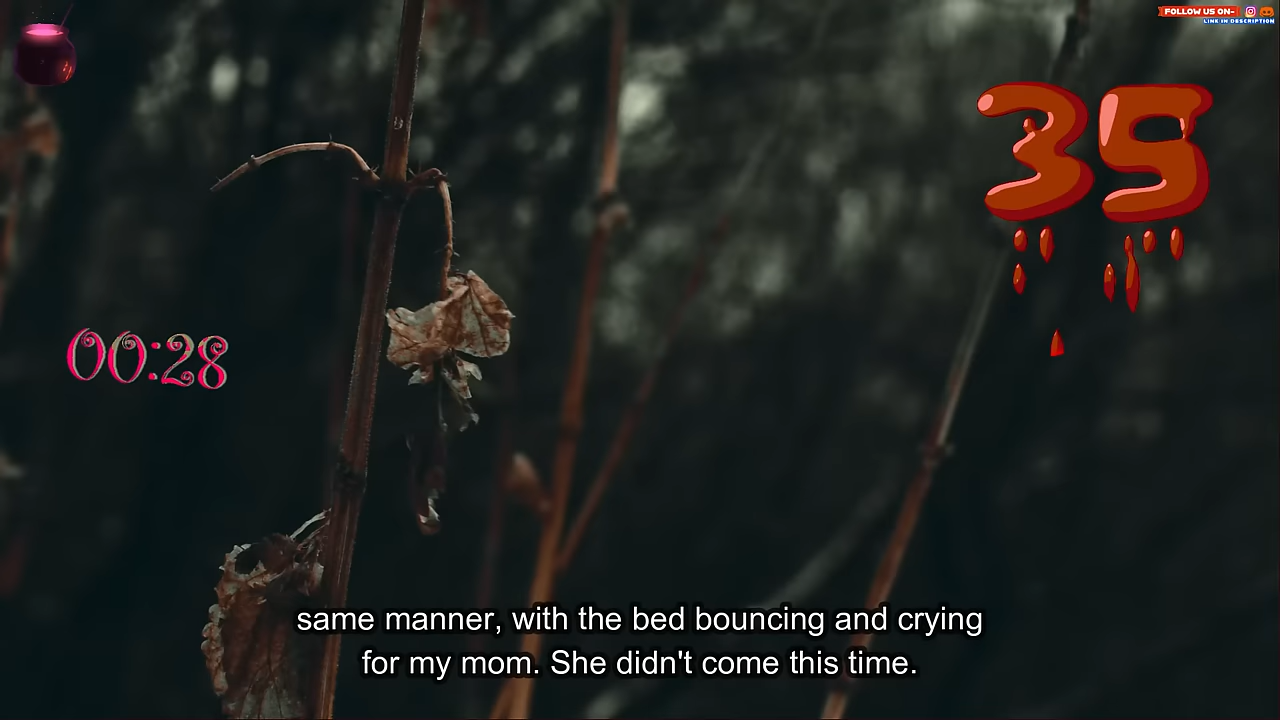 FOLLOW US ON-
LINK IN DESCRIPTION
35
00:28
same manner, with the bed bouncing and crying
for my mom. She didn't come this time.